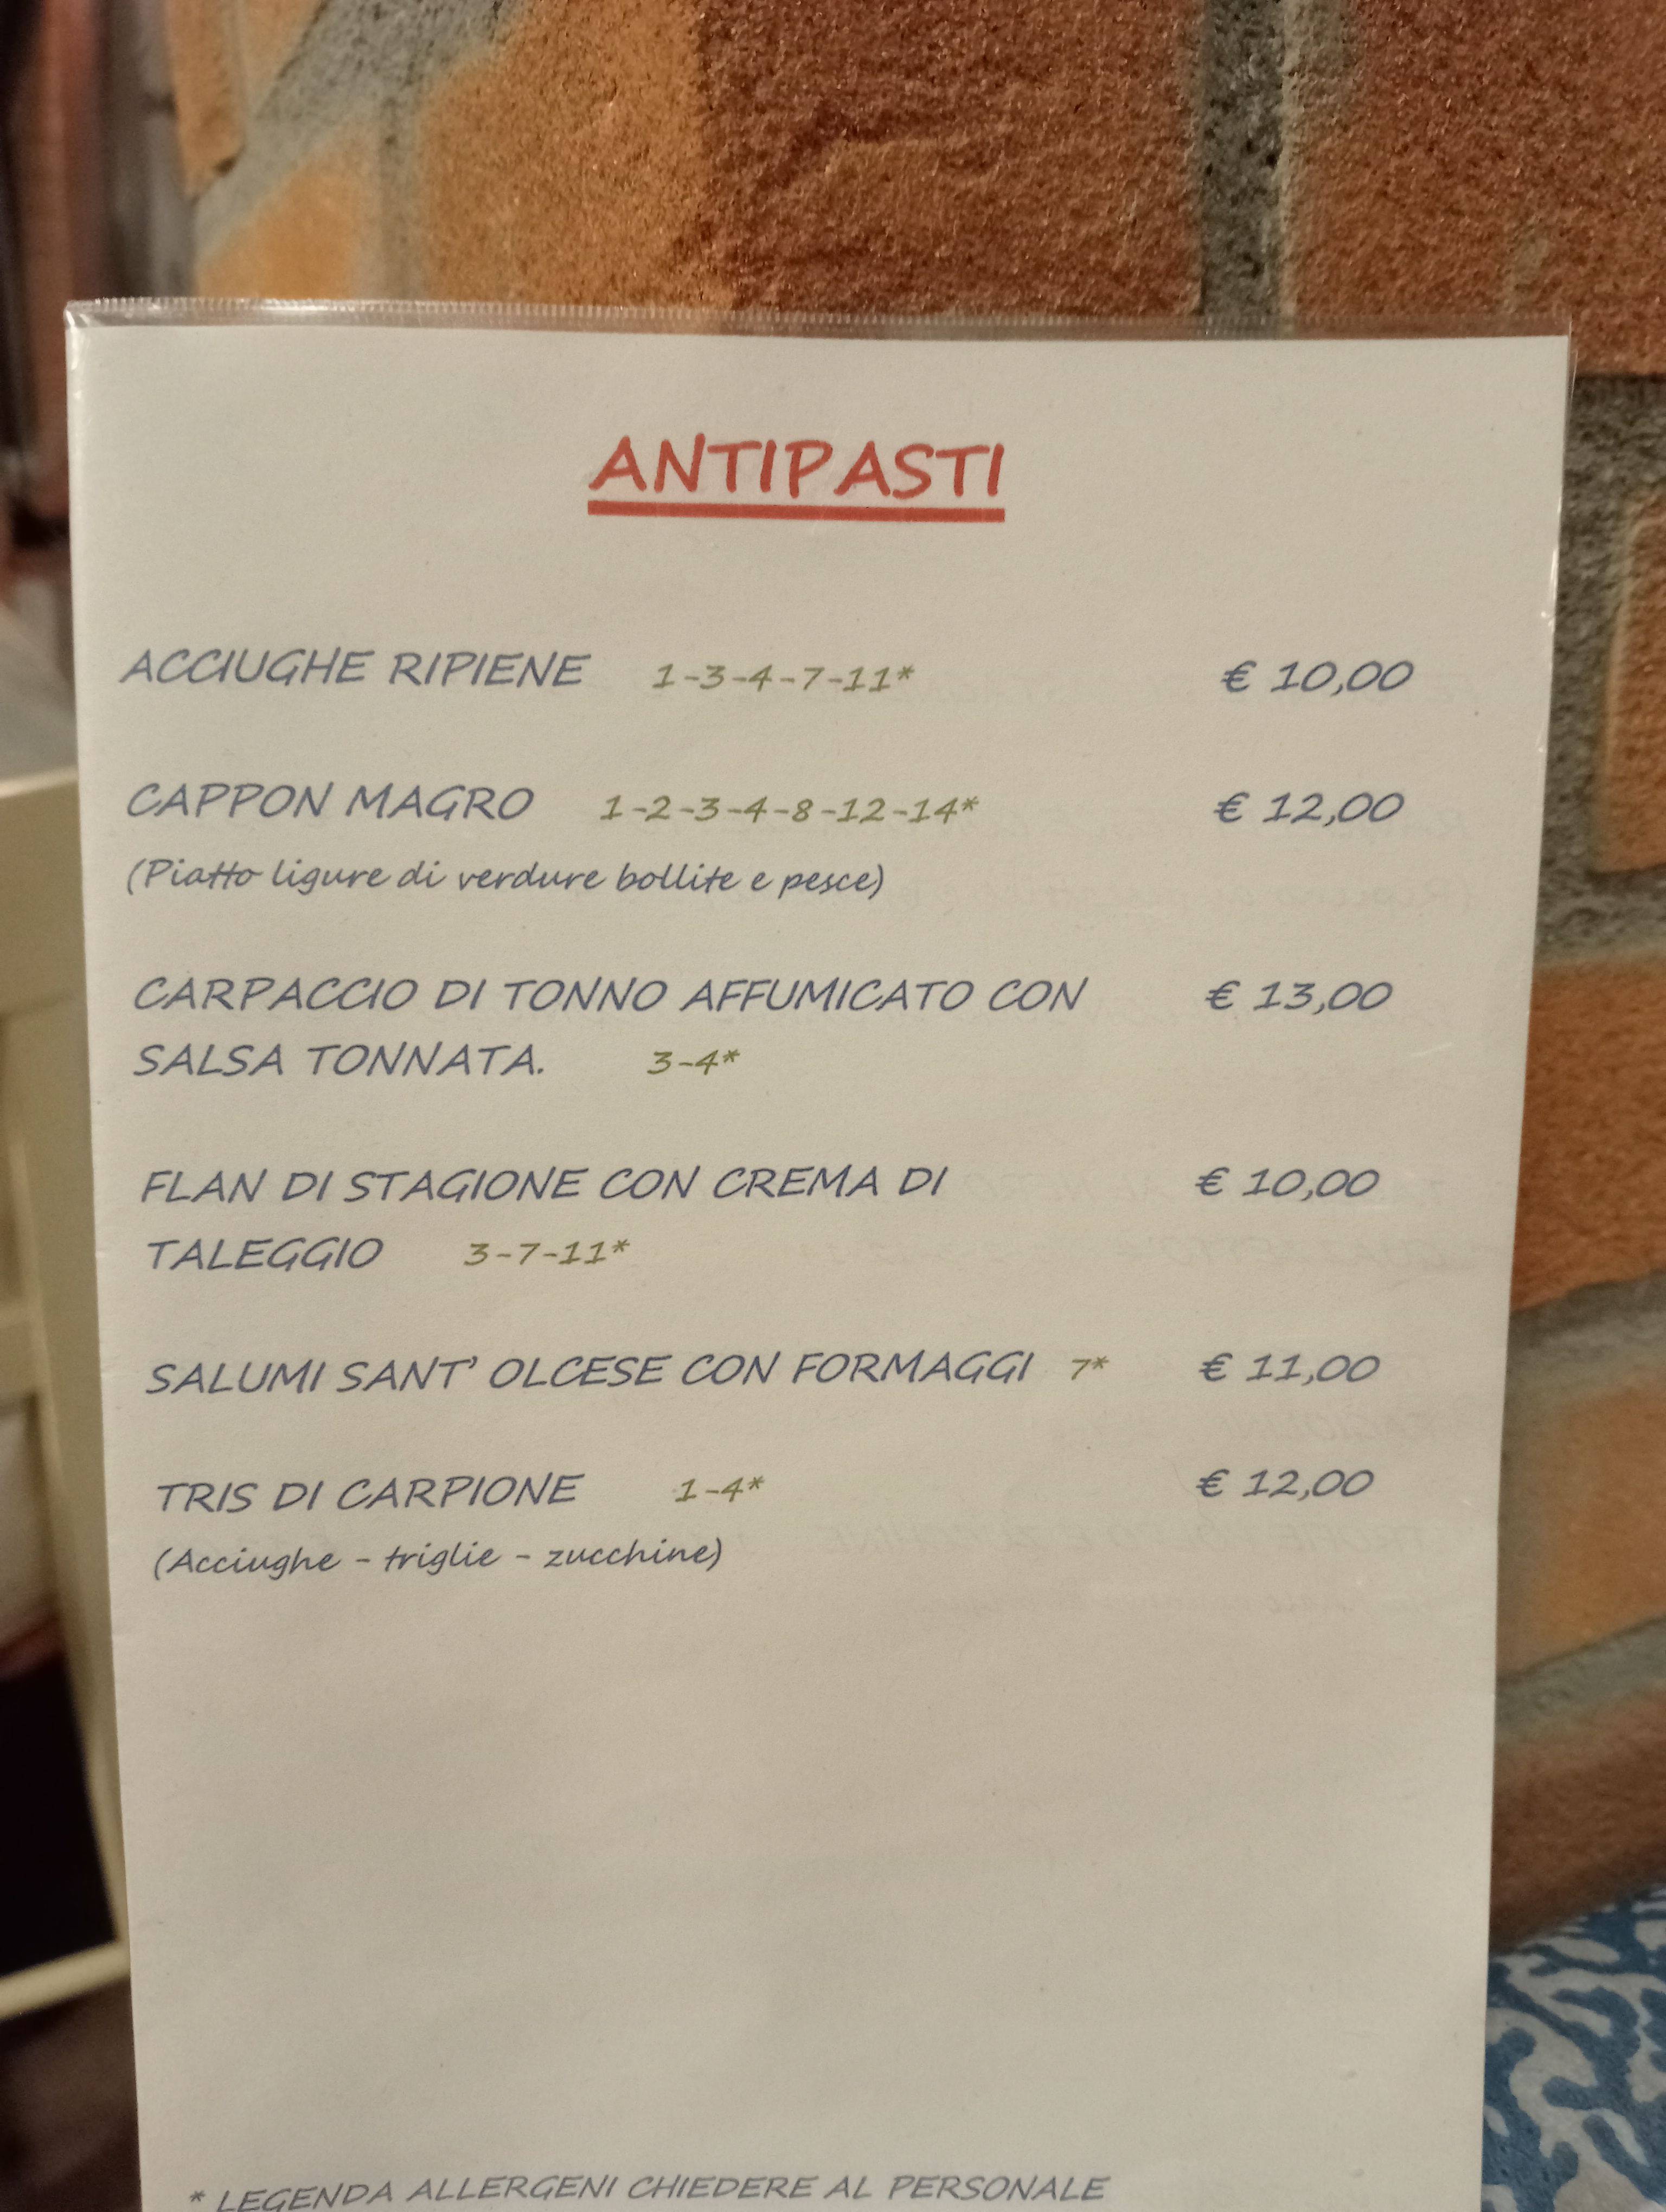 ANTIPASTI
ACCIUGHE RIPIENE 1-3-4-7-11* € 10,00
CAPPON MAGRO 1-2-3-4-8-12-14* € 12,00
(Piatto ligure di verdure bollite e pesce)
CARPACCIO DI TONNO AFFUMICATO CON € 13,00
SALSA TONNATA. 3-4*
FLAN DI STAGIONE CON CREMA DI € 10,00
TALEGGIO 3-7-11*
SALUMI SANT' OLCESE CON FORMAGGI 7* € 11,00
TRIS DI CARPIONE 1-4* € 12,00
(Acciughe - triglie - zucchine)
* LEGENDA ALLERGENI CHIEDERE AL PERSONALE